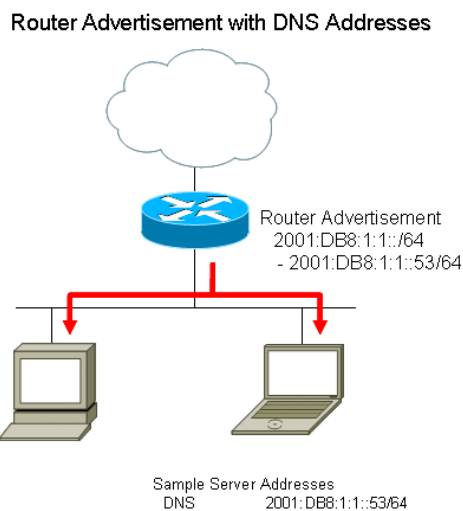 Router Advertisement with DNS Addresses
Router Advertisement
2001:DB8:1:1::/64
- 2001:DB8:1:1::53/64
Sample Server Addresses
DNS 2001:DB8:1:1::53/64